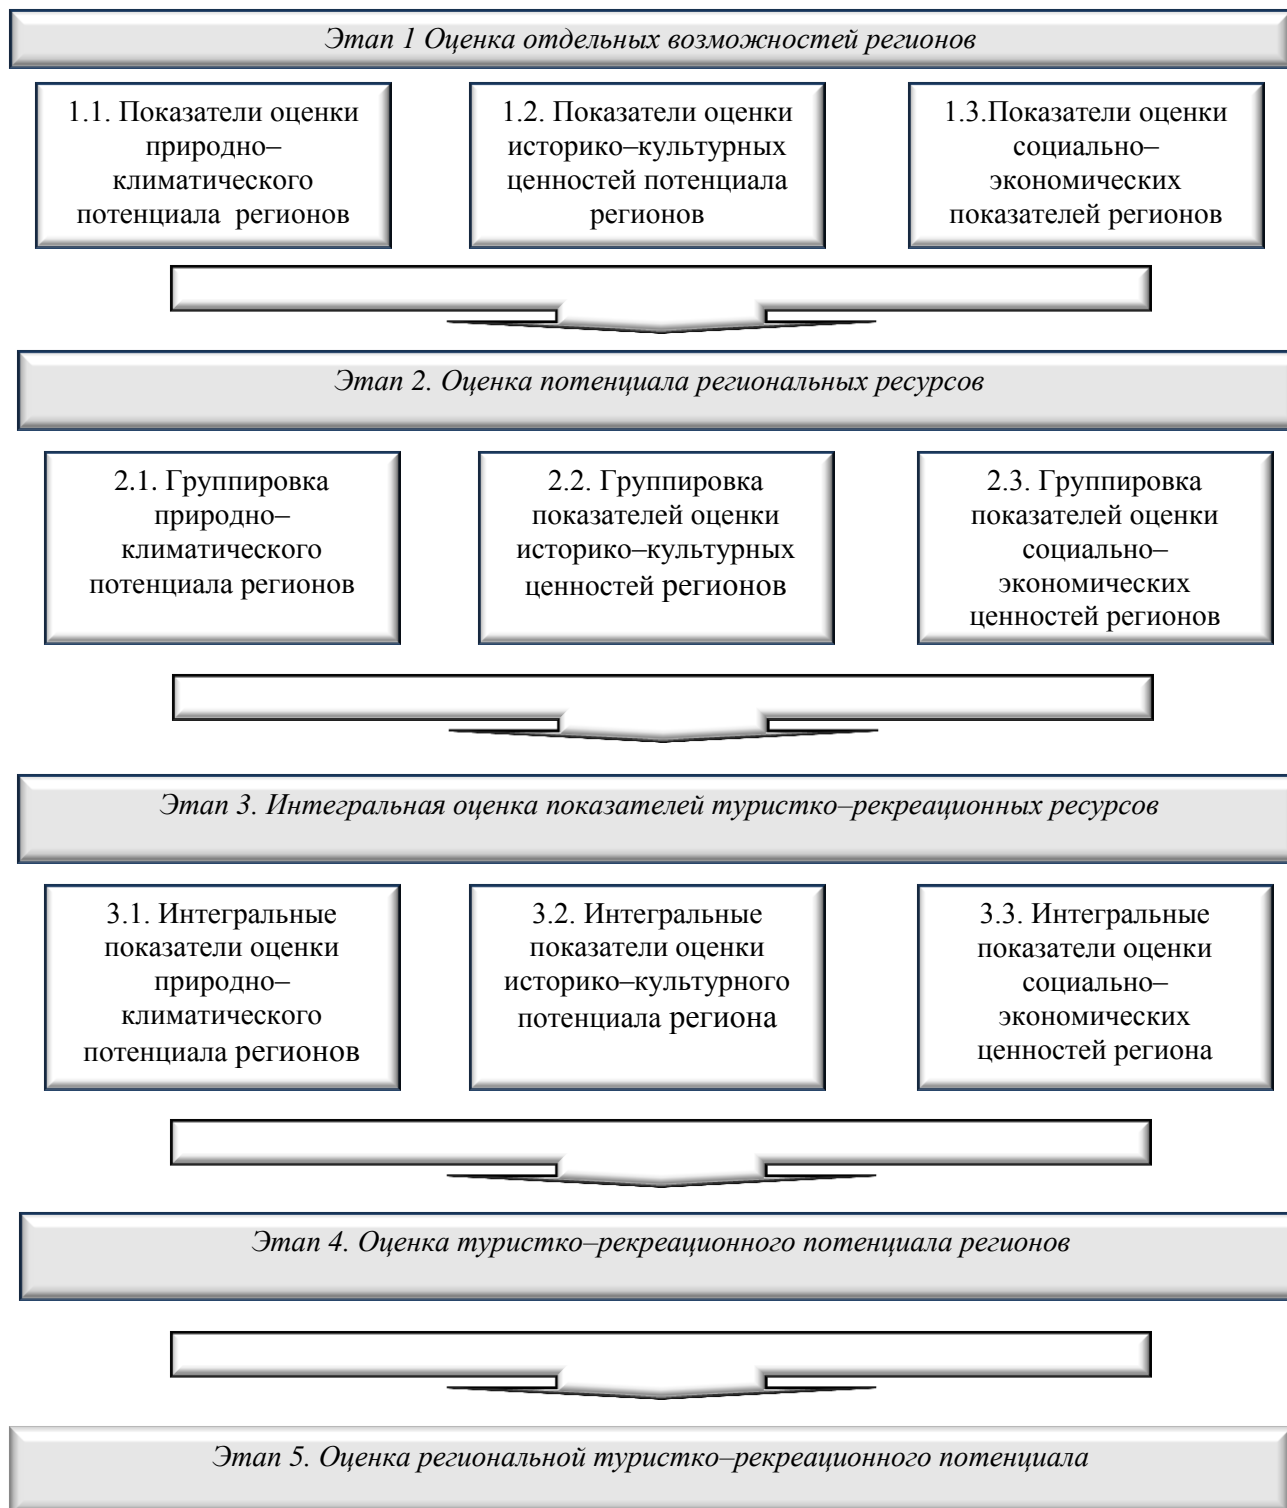 Этап 1 Оценка отдельных возможностей регионов
1.1. Показатели оценки
природно–
климатического
потенциала регионов
1.2. Показатели оценки
историко–культурных
ценностей потенциала
регионов
1.3.Показатели оценки
социально–
экономических
показателей регионов
Этап 2. Оценка потенциала региональных ресурсов
2.1. Группировка
природно–
климатического
потенциала регионов
2.2. Группировка
показателей оценки
историко–культурных
ценностей регионов
2.3. Группировка
показателей оценки
социально–
экономических
ценностей регионов
Этап 3. Интегральная оценка показателей туристко–рекреационных ресурсов
3.1. Интегральные
показатели оценки
природно–
климатического
потенциала регионов
3.2. Интегральные
показатели оценки
историко–культурного
потенциала региона
3.3. Интегральные
показатели оценки
социально–
экономических
ценностей региона
Этап 4. Оценка туристко–рекреационного потенциала регионов
Этап 5. Оценка региональной туристко–рекреационного потенциала